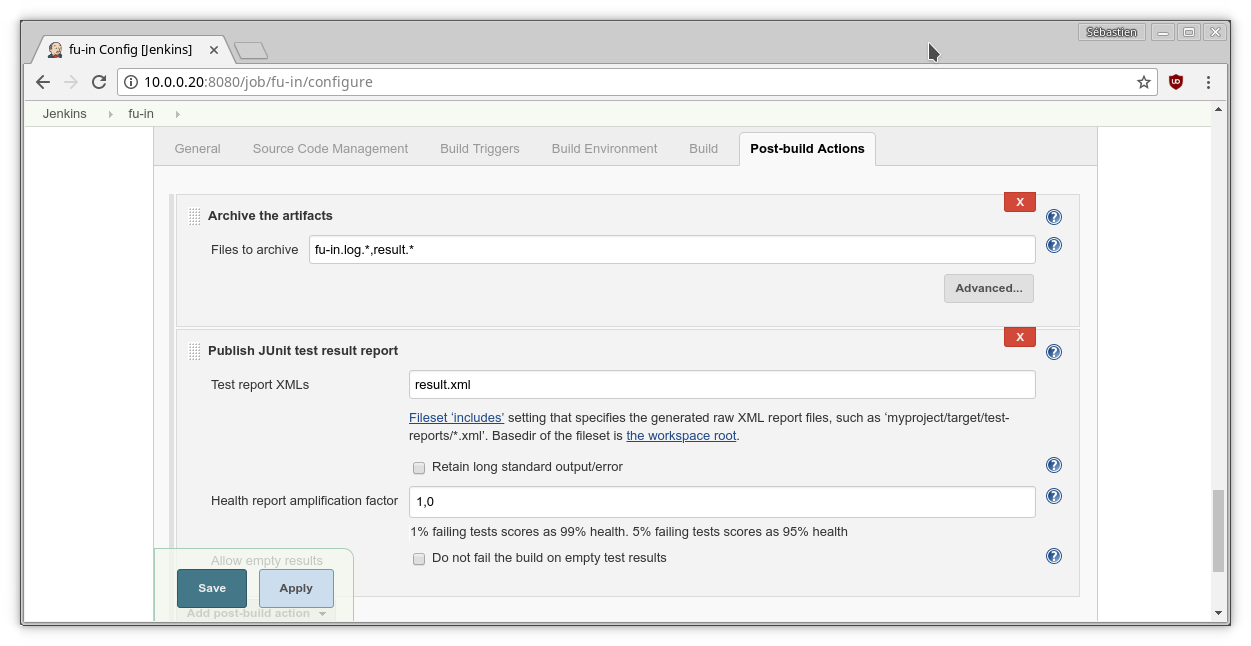 Sébastien
fu-in Config [Jenkins]
10.0.0.20:8080/job/fu-in/configure
Jenkins fu-in
General Source Code Management Build Triggers Build Environment Build Post-build Actions
X
Archive the artifacts
Files to archive fu-in.log.*,result.*
Advanced...
X
Publish JUnit test result report
Test report XMLs result.xml
Fileset ‘includes’ setting that specifies the generated raw XML report files, such as ‘myproject/target/test-
reports/*.xml’. Basedir of the fileset is the workspace root.
Retain long standard output/error
Health report amplification factor 1,0
1% failing tests scores as 99% health. 5% failing tests scores as 95% health
Allow empty results Do not fail the build on empty test results
Save Apply
Add post-build action